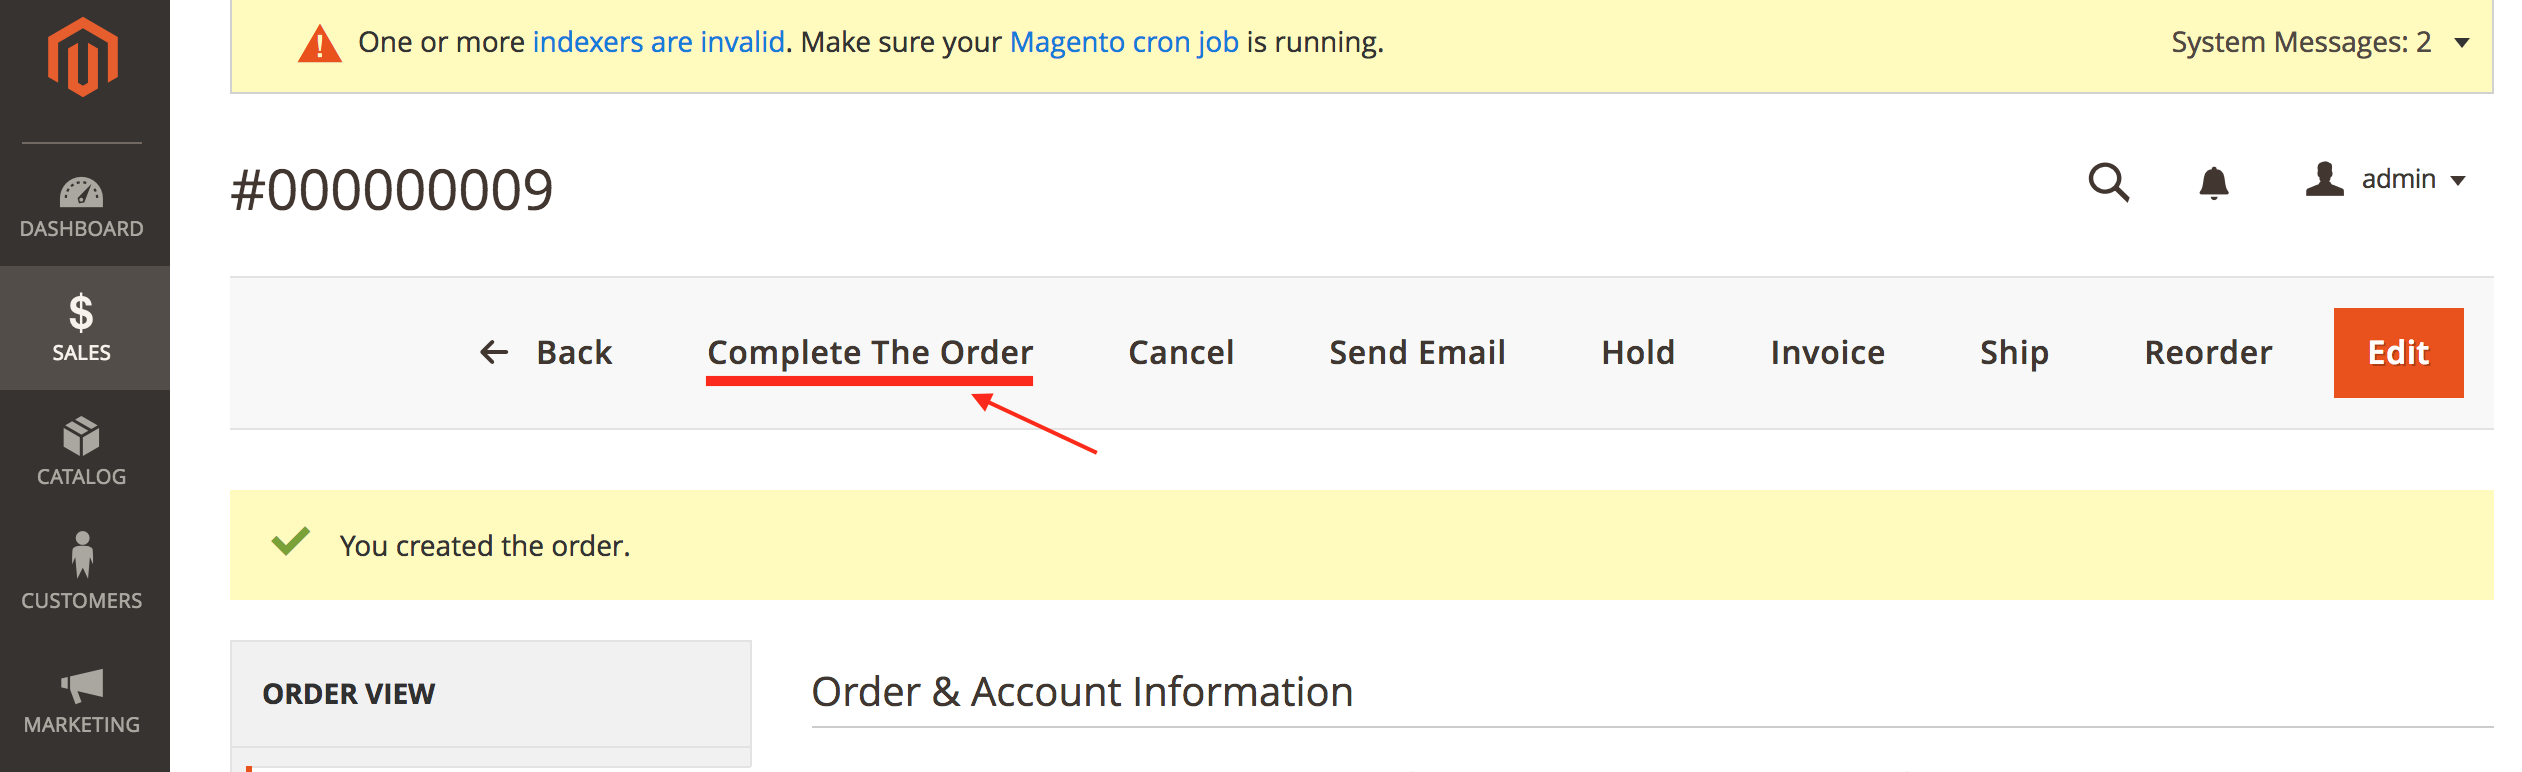 One or more indexers are invalid. Make sure your Magento cron job is running.
System Messages: 2
#000000009
admin
DASHBOARD
SALES
CATALOG
CUSTOMERS
MARKETING
Back
Complete The Order
Cancel
Send Email
Hold
Invoice
Ship
Reorder
Edit
You created the order.
ORDER VIEW
Order & Account Information